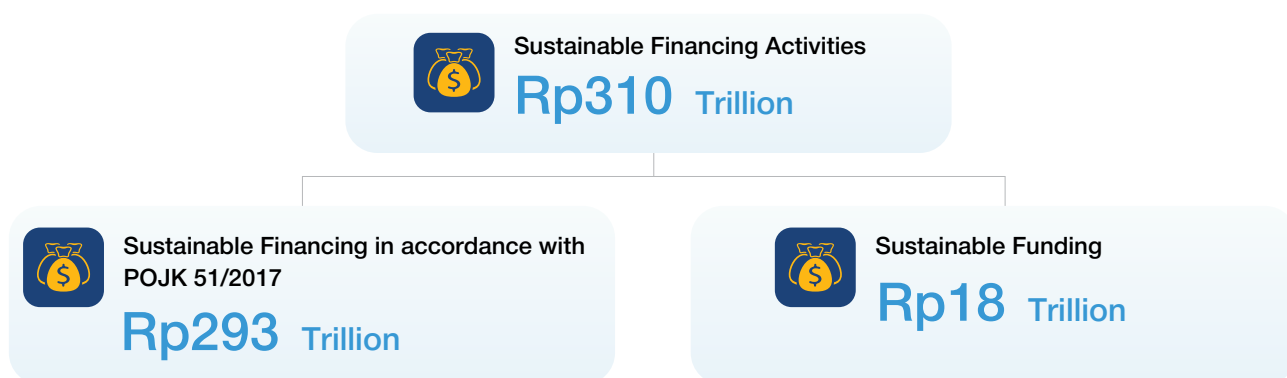 Sustainable Financing Activities
Rp310 Trillion
Sustainable Financing in accordance with
POJK 51/2017
Rp293 Trillion
Sustainable Funding
Rp18 Trillion